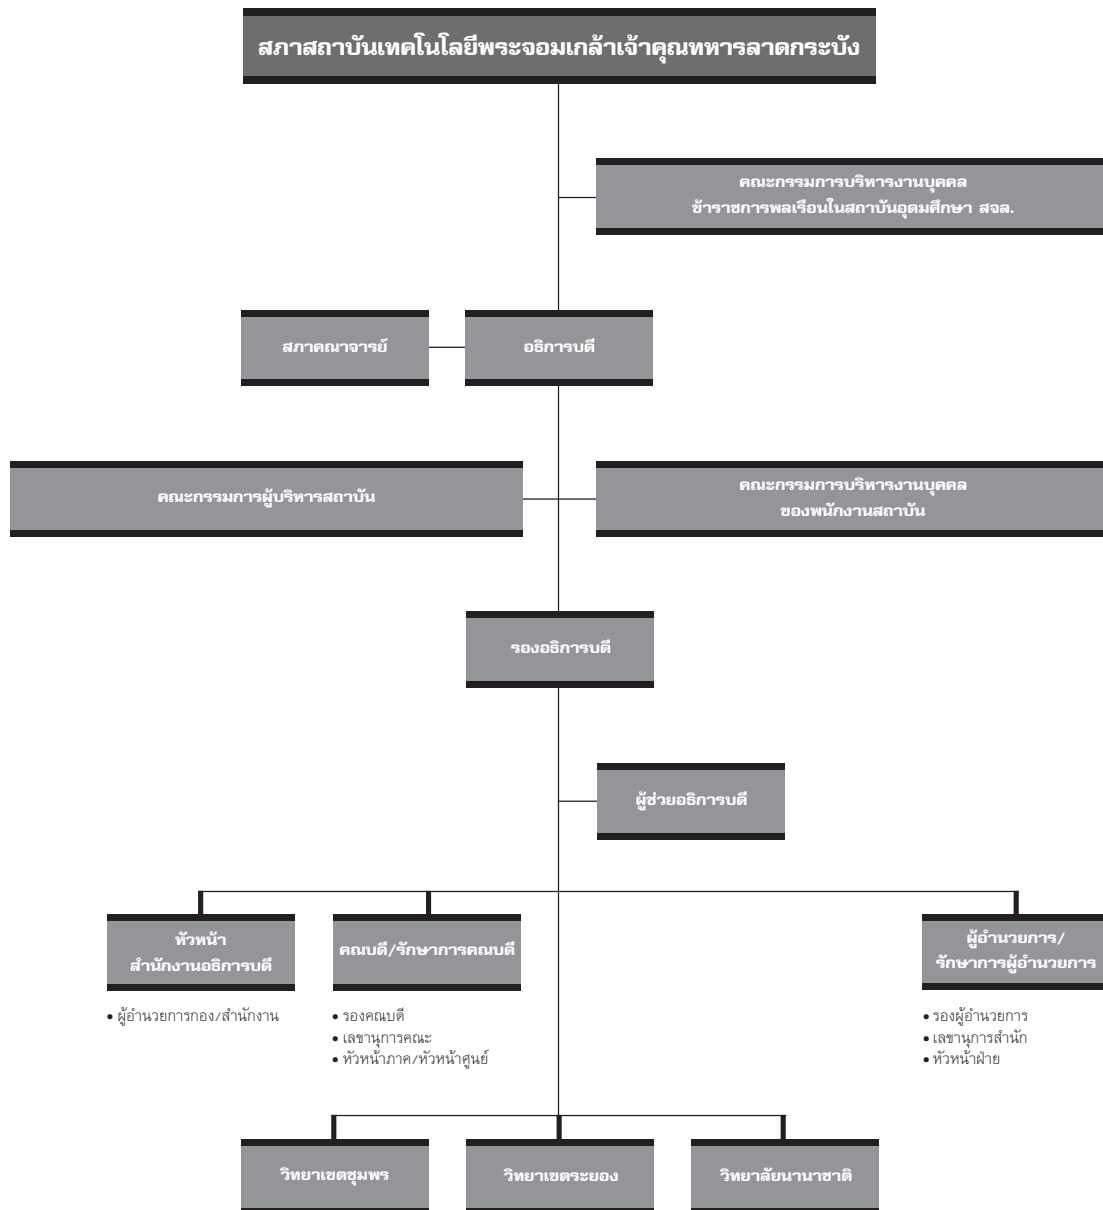 สภาสถาบันเทคโนโลยีพระจอมเกล้าเจ้าคุณทหารลาดกระบัง
คณะกรรมการบริหารงานบุคคล
ข้าราชการพลเรือนในสถาบันอุดมศึกษา สจล.
สภาคณาจารย์
อธิการบดี
คณะกรรมการผู้บริหารสถาบัน
คณะกรรมการบริหารงานบุคคล
ของพนักงานสถาบัน
รองอธิการบดี
ผู้ช่วยอธิการบดี
หัวหน้า
สำนักงานอธิการบดี
• ผู้อำนวยการกอง/สำนักงาน
คณบดี/รักษาการคณบดี
• รองคณบดี
• เลขานุการคณะ
• หัวหน้าภาค/หัวหน้าศูนย์
ผู้อำนวยการ/
รักษาการผู้อำนวยการ
• รองผู้อำนวยการ
• เลขานุการสำนัก
• หัวหน้าฝ่าย
วิทยาเขตชุมพร
วิทยาเขตระยอง
วิทยาลัยนานาชาติ